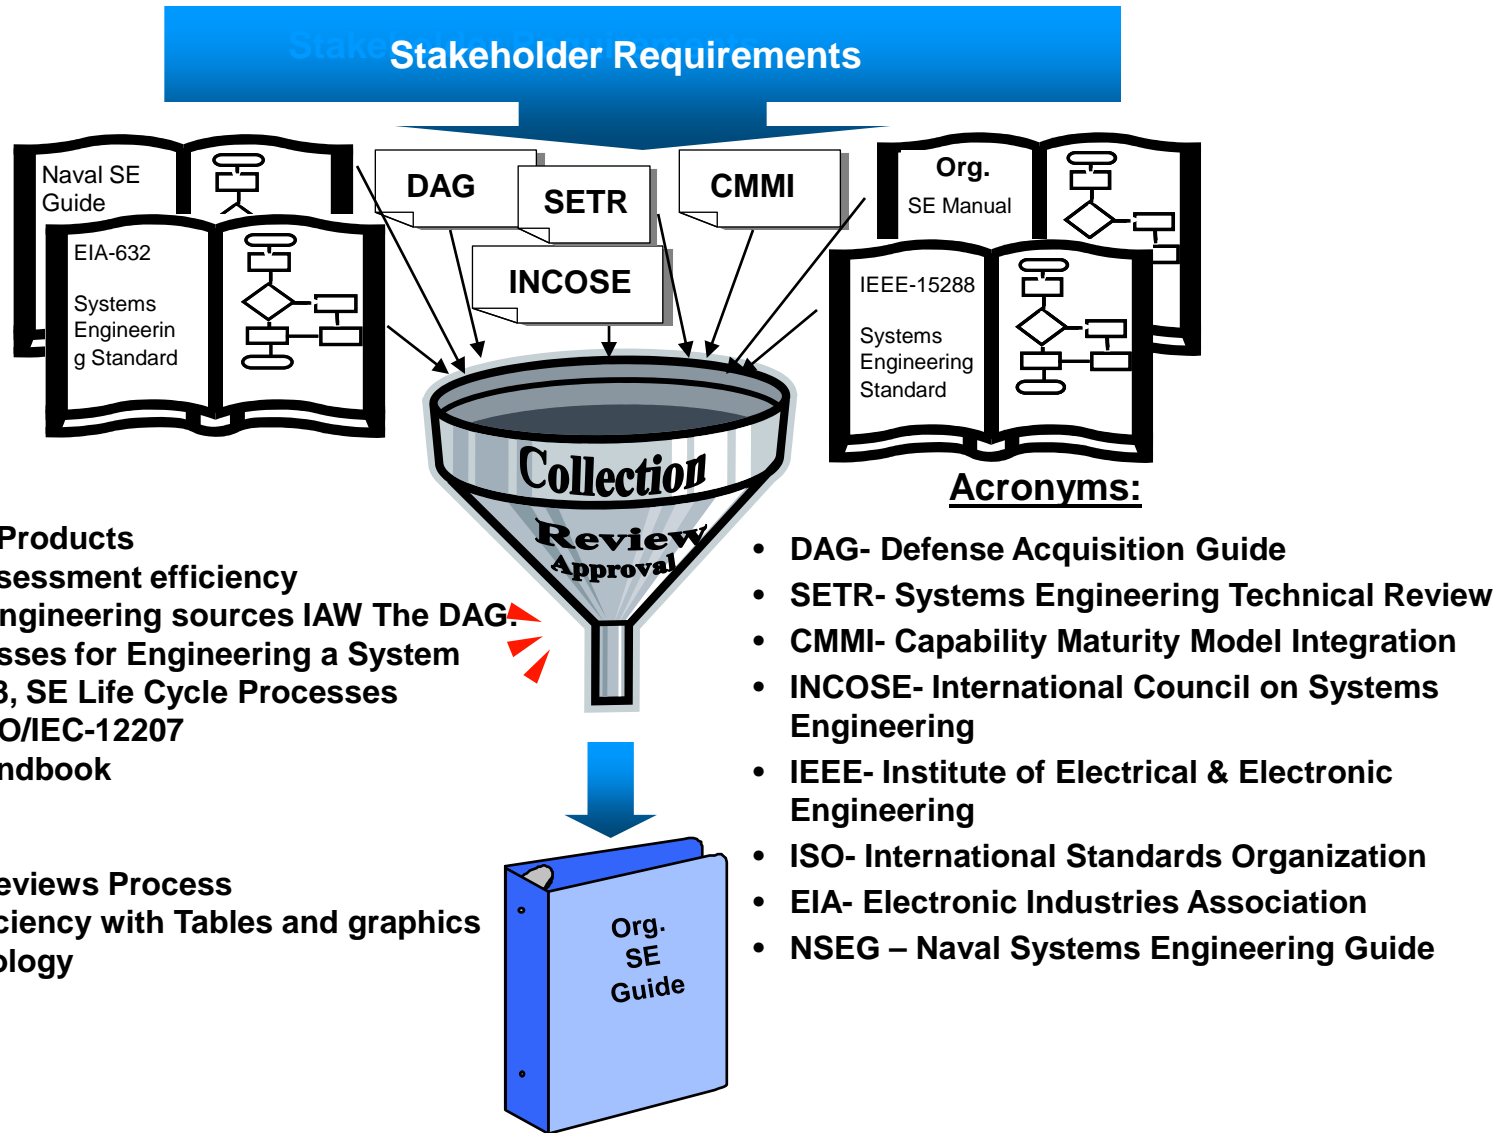 Stakeholder Requirements
Naval SE
Guide
EIA-632
Systems
Engineerin
g Standard
DAG
SETR
CMMI
INCOSE
Org.
SE Manual
IEEE-15288
Systems
Engineering
Standard
Collection
Review
Approval
Products
sessment efficiency
ngineering sources IAW The DAG.
sses for Engineering a System
8, SE Life Cycle Processes
O/IEC-12207
ndbook
eviews Process
ciency with Tables and graphics
ology
Org.
SE
Guide
Acronyms:
• DAG- Defense Acquisition Guide
• SETR- Systems Engineering Technical Review
• CMMI- Capability Maturity Model Integration
• INCOSE- International Council on Systems
Engineering
• IEEE- Institute of Electrical & Electronic
Engineering
• ISO- International Standards Organization
• EIA- Electronic Industries Association
• NSEG – Naval Systems Engineering Guide